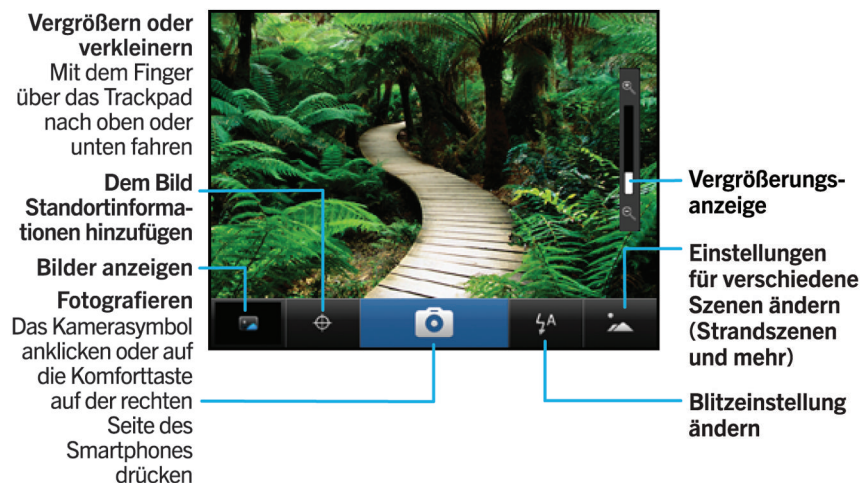 Vergrößern oder
verkleinern
Mit dem Finger
über das Trackpad
nach oben oder
unten fahren
Dem Bild
Standortinforma-
tionen hinzufügen
Bilder anzeigen
Fotografieren
Das Kamerasymbol
anklicken oder auf
die Komforttaste
auf der rechten
Seite des
Smartphones
drücken
A
Vergrößerungs-
anzeige
Einstellungen
für verschiedene
Szenen ändern
(Strandszenen
und mehr)
Blitzeinstellung
ändern